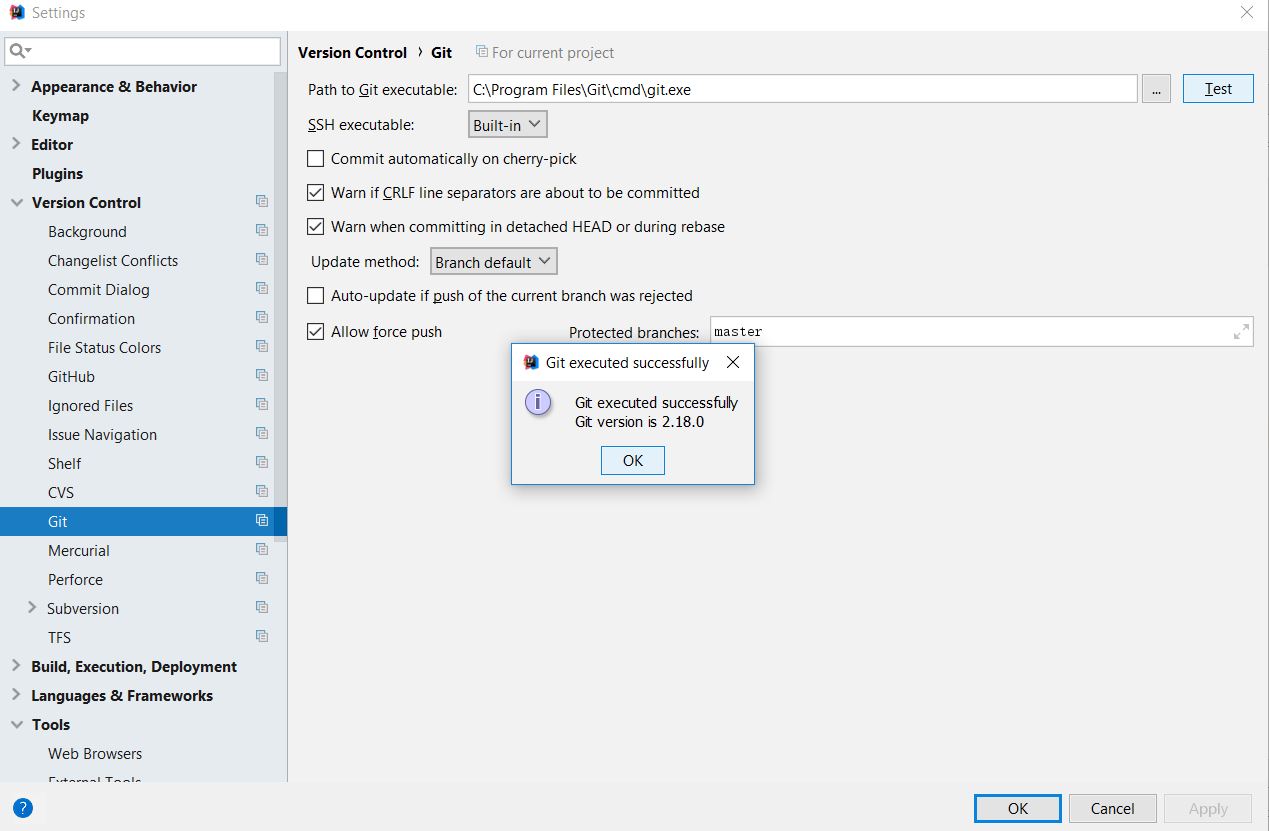 Settings
Appearance & Behavior
Keymap
Editor
Plugins
Version Control
Background
Changelist Conflicts
Commit Dialog
Confirmation
File Status Colors
GitHub
Ignored Files
Issue Navigation
Shelf
CVS
Git
Mercurial
Perforce
Subversion
TFS
Build, Execution, Deployment
Languages & Frameworks
Tools
Web Browsers
External Tools
Version Control › Git For current project
Path to Git executable: C:\Program Files\Git\cmd\git.exe ... Test
SSH executable: Built-in
Commit automatically on cherry-pick
Warn if CRLF line separators are about to be committed
Warn when committing in detached HEAD or during rebase
Update method: Branch default
Auto-update if push of the current branch was rejected
Allow force push Protected branches: master
Git executed successfully
Git executed successfully
Git version is 2.18.0
OK
? OK Cancel Apply